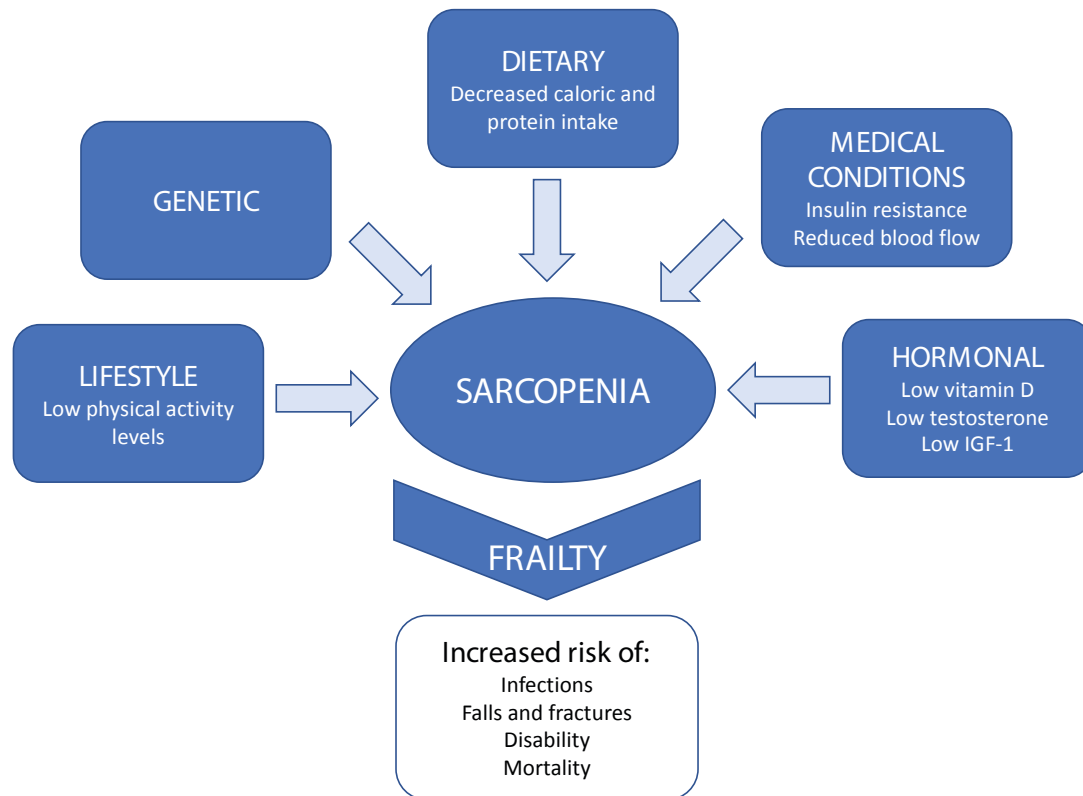 DIETARY
Decreased caloric and
protein intake
GENETIC
MEDICAL
CONDITIONS
Insulin resistance
Reduced blood flow
LIFESTYLE
Low physical activity
levels
SARCOPENIA
HORMONAL
Low vitamin D
Low testosterone
Low IGF-1
FRAILTY
Increased risk of:
Infections
Falls and fractures
Disability
Mortality